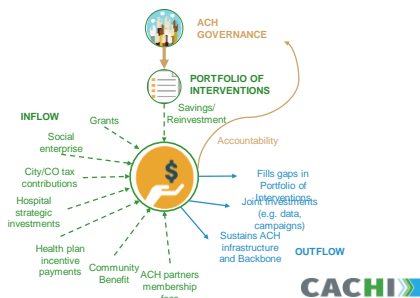 ACH
GOVERNANCE
PORTFOLIO OF
INTERVENTIONS
Savings/
Reinvestment
INFLOW
Grants
Social
enterprise
City/CO tax
contributions
Hospital
strategic
investments
Health plan
incentive
payments
Community
Benefit
ACH partners
membership
fees
Accountability
$
Fills gaps in
Portfolio of
Interventions
Joint Investments
(e.g. data,
campaigns)
Sustains ACH
infrastructure
and Backbone
OUTFLOW
CACHI